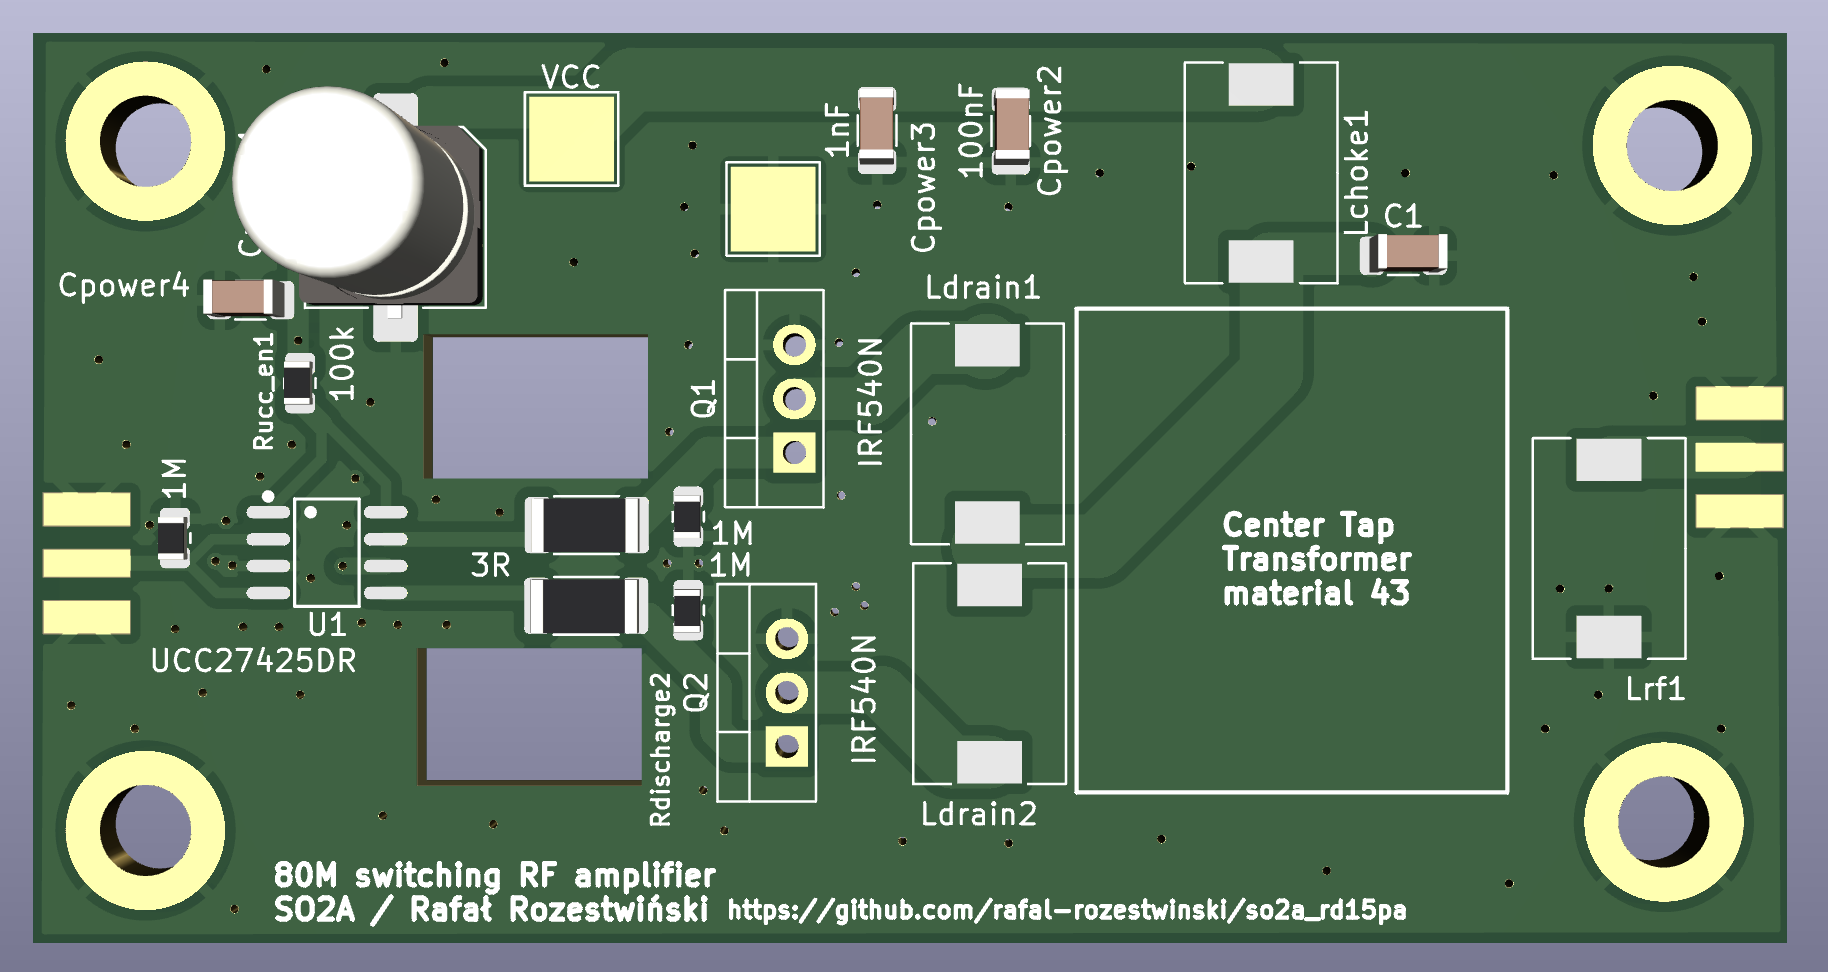 VCC
1nF
Cpower3
100nF
Cpower2
Lchoke1
C1
Cpower4
Rucc_en1
100k
Ldrain1
Q1
IRF540N
1M
3R
1M
1M
U1
UCC27425DR
Center Tap
Transformer
material 43
Rdischarge2
Q2
IRF540N
Ldrain2
Lrf1
80M switching RF amplifier
SO2A / Rafał Rozestwiński
https://github.com/rafal-rozestwinski/so2a_rd15pa